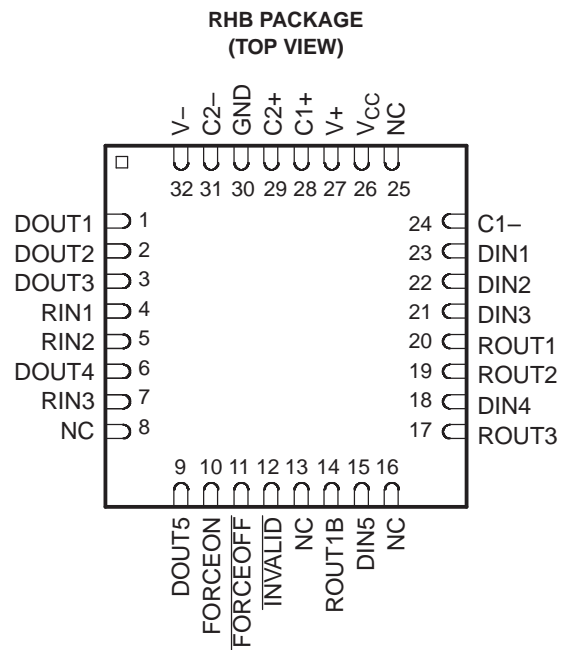 RHB PACKAGE
(TOP VIEW)
V–
C2–
GND
C2+
C1+
V+
VCC
NC
32 31 30 29 28 27 26 25
DOUT1 1
DOUT2 2
DOUT3 3
RIN1 4
RIN2 5
DOUT4 6
RIN3 7
NC 8
24 C1–
23 DIN1
22 DIN2
21 DIN3
20 ROUT1
19 ROUT2
18 DIN4
17 ROUT3
9 10 11 12 13 14 15 16
DOUT5
FORCEON
FORCEOFF
INVALID
NC
ROUT1B
DIN5
NC